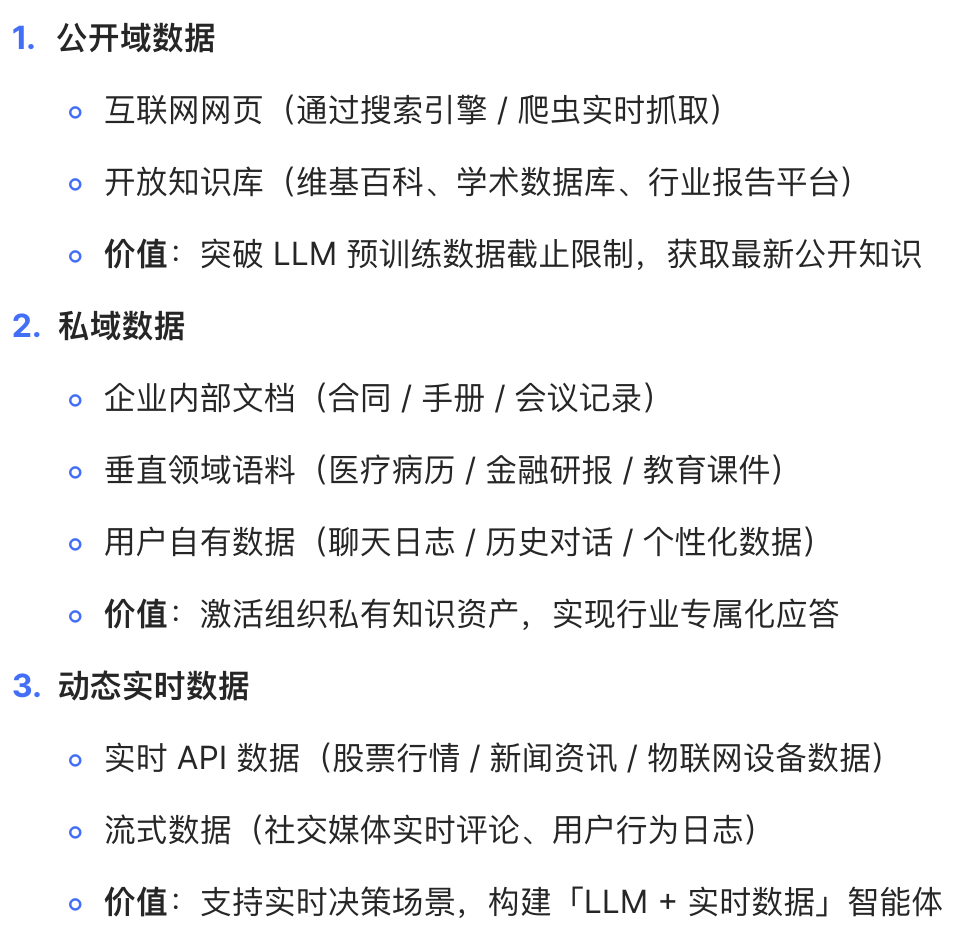 1. 公开域数据
互联网网页（通过搜索引擎 / 爬虫实时抓取）
开放知识库（维基百科、学术数据库、行业报告平台）
价值：突破 LLM 预训练数据截止限制，获取最新公开知识
2. 私域数据
企业内部文档（合同 / 手册 / 会议记录）
垂直领域语料（医疗病历 / 金融研报 / 教育课件）
用户自有数据（聊天日志 / 历史对话 / 个性化数据）
价值：激活组织私有知识资产，实现行业专属化应答
3. 动态实时数据
实时 API 数据（股票行情 / 新闻资讯 / 物联网设备数据）
流式数据（社交媒体实时评论、用户行为日志）
价值：支持实时决策场景，构建「LLM + 实时数据」智能体